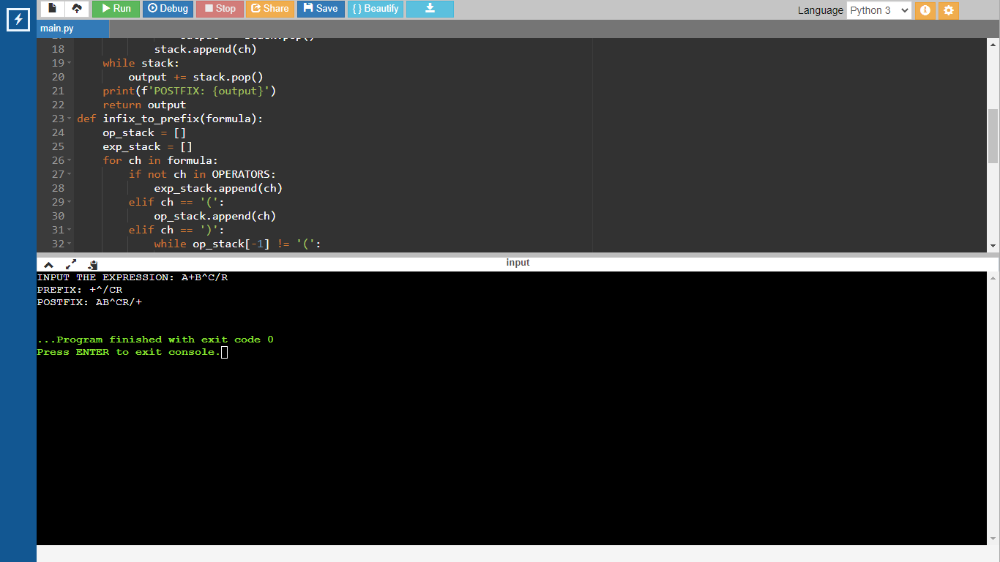 Run Debug Stop Share Save { } Beautify Language Python 3
main.py
18 stack.append(ch)
19 while stack:
20 output += stack.pop()
21 print(f'POSTFIX: {output}')
22 return output
23 def infix_to_prefix(formula):
24 op_stack = []
25 exp_stack = []
26 for ch in formula:
27 if not ch in OPERATORS:
28 exp_stack.append(ch)
29 elif ch == '(':
30 op_stack.append(ch)
31 elif ch == ')':
32 while op_stack[-1] != '(':
input
INPUT THE EXPRESSION: A+B^C/R
PREFIX: +^/CR
POSTFIX: AB^CR/+
...Program finished with exit code 0
Press ENTER to exit console.